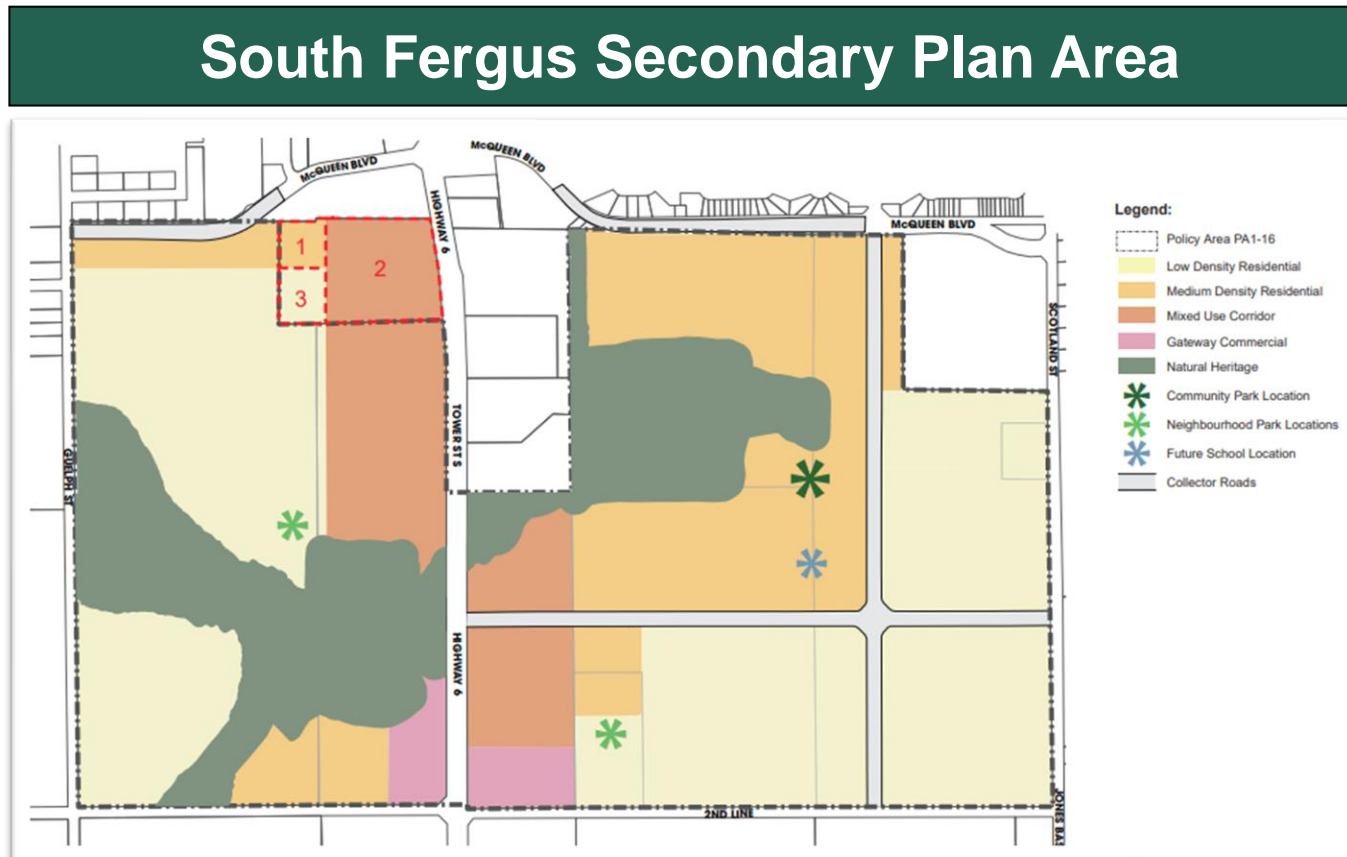 South Fergus Secondary Plan Area
McQUEEN BLVD
McQUEEN BLVD
HIGHWAY 6
McQUEEN BLVD
1
2
3
SCOTLAND ST
TOWER ST S
GUELPH ST
HIGHWAY 6
2ND LINE
JONES BA
Legend:
Policy Area PA1-16
Low Density Residential
Medium Density Residential
Mixed Use Corridor
Gateway Commercial
Natural Heritage
Community Park Location
Neighbourhood Park Locations
Future School Location
Collector Roads